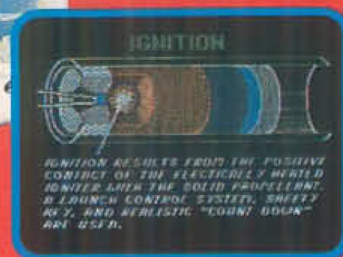 IGNITION
IGNITION RESULTS FROM THE POSITIVE
CONTACT OF THE ELECTICALLY HEATED
IGNITER WITH THE SOLID PROPELLANT.
A LAUNCH CONTROL SYSTEM, SAFETY
KEY, AND REALISTIC "COUNT DOWN"
ARE USED.